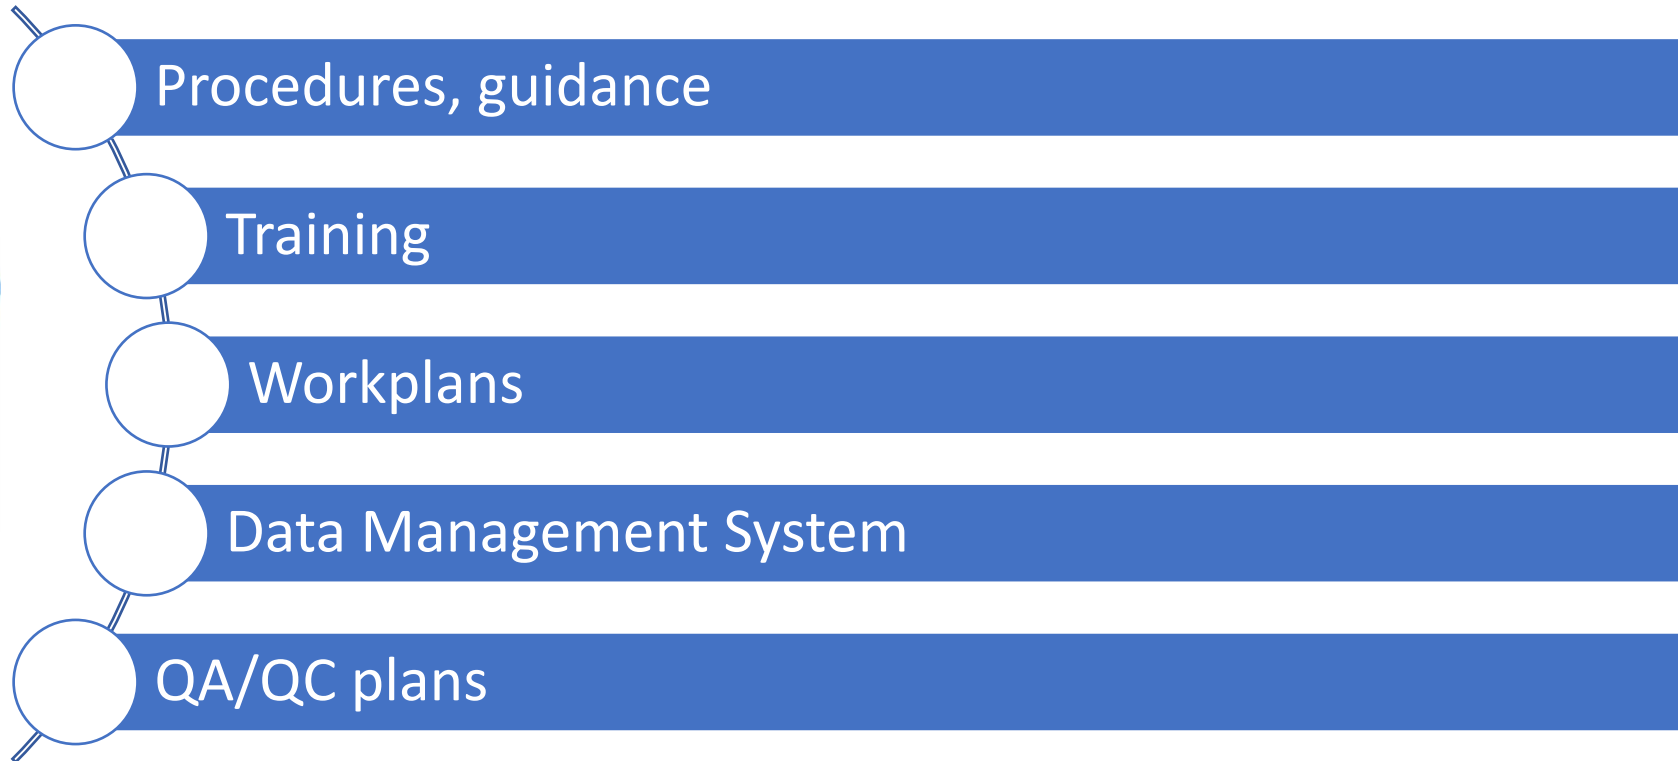 Procedures, guidance
Training
Workplans
Data Management System
QA/QC plans